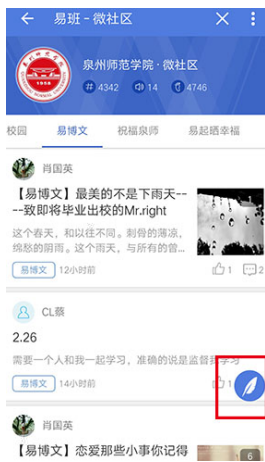 易班 - 微社区
泉州师范学院·微社区
# 4342 14 4746
校园 易博文 祝福泉师 易起晒幸福
肖国英
【易博文】最美的不是下雨天--
--致即将毕业出校的Mr.right
这个春天，和以往不同。刺骨的薄凉，
绵愁的阴雨。这个雨天，与所有的曾...
易博文 12小时前 1 2
CL蔡
2.26
需要一个人和我一起学习，准确的说是监督我学习
易博文 14小时前 1
肖国英
【易博文】恋爱那些小事你记得
6